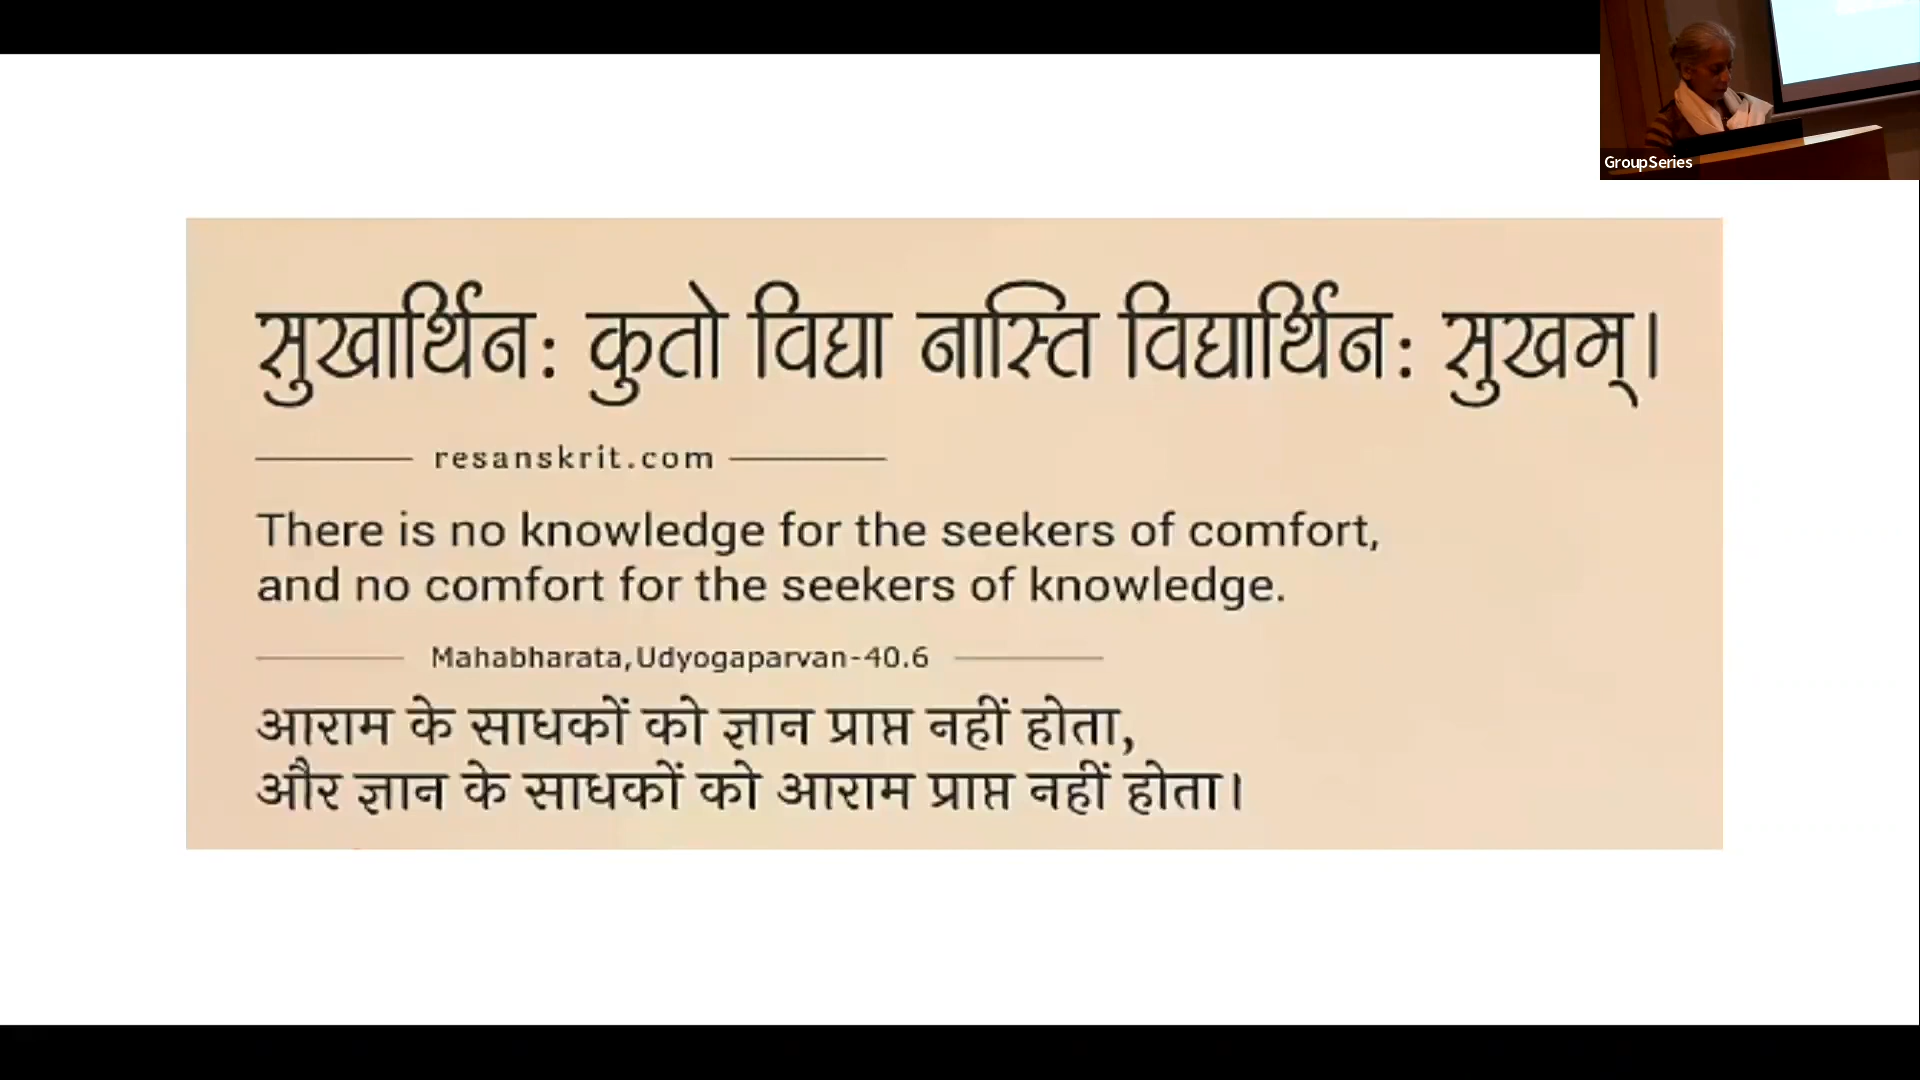 GroupSeries
सुखार्थिन: कुतो विद्या नास्ति विद्यार्थिन: सुखम्।
resanskrit.com
There is no knowledge for the seekers of comfort,
and no comfort for the seekers of knowledge.
Mahabharata,Udyogaparvan-40.6
आराम के साधकों को ज्ञान प्राप्त नहीं होता,
और ज्ञान के साधकों को आराम प्राप्त नहीं होता।